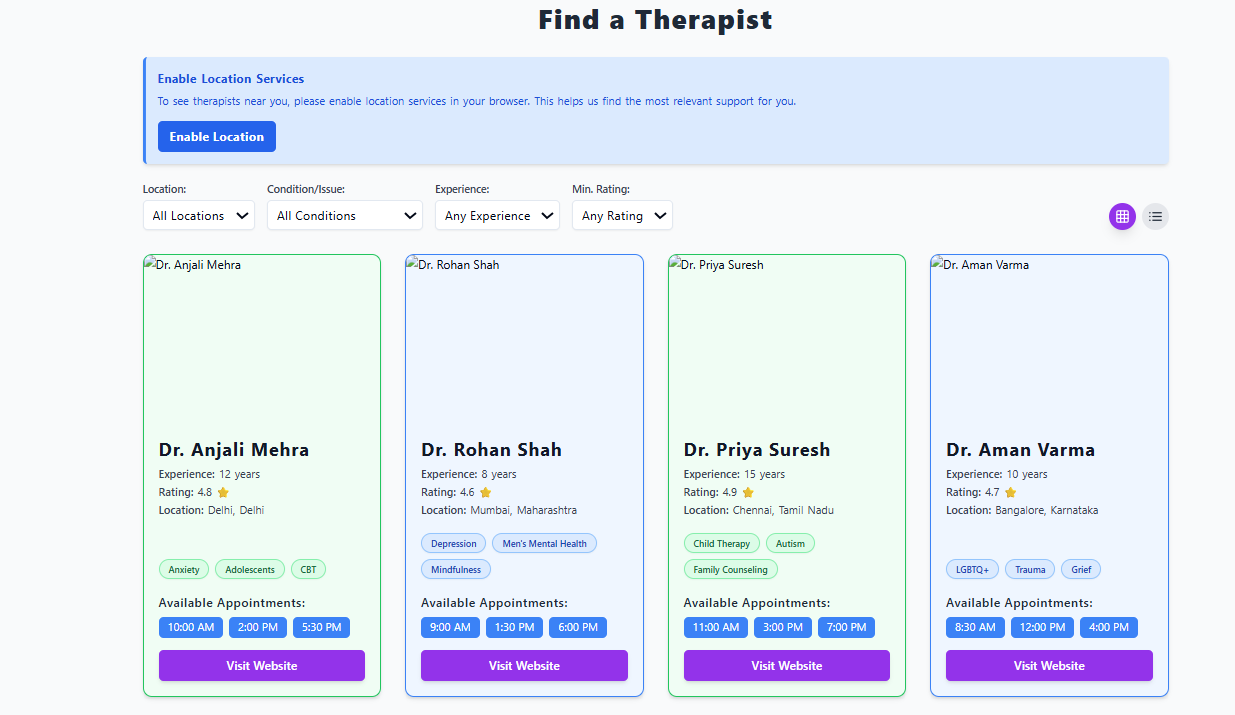 Find a Therapist
Enable Location Services
To see therapists near you, please enable location services in your browser. This helps us find the most relevant support for you.
Enable Location
Location: Condition/Issue: Experience: Min. Rating:
All Locations All Conditions Any Experience Any Rating
Dr. Anjali Mehra
Dr. Anjali Mehra
Experience: 12 years
Rating: 4.8 ⭐
Location: Delhi, Delhi
Anxiety Adolescents CBT
Available Appointments:
10:00 AM 2:00 PM 5:30 PM
Visit Website
Dr. Rohan Shah
Dr. Rohan Shah
Experience: 8 years
Rating: 4.6 ⭐
Location: Mumbai, Maharashtra
Depression Men's Mental Health
Mindfulness
Available Appointments:
9:00 AM 1:30 PM 6:00 PM
Visit Website
Dr. Priya Suresh
Dr. Priya Suresh
Experience: 15 years
Rating: 4.9 ⭐
Location: Chennai, Tamil Nadu
Child Therapy Autism
Family Counseling
Available Appointments:
11:00 AM 3:00 PM 7:00 PM
Visit Website
Dr. Aman Varma
Dr. Aman Varma
Experience: 10 years
Rating: 4.7 ⭐
Location: Bangalore, Karnataka
LGBTQ+ Trauma Grief
Available Appointments:
8:30 AM 12:00 PM 4:00 PM
Visit Website